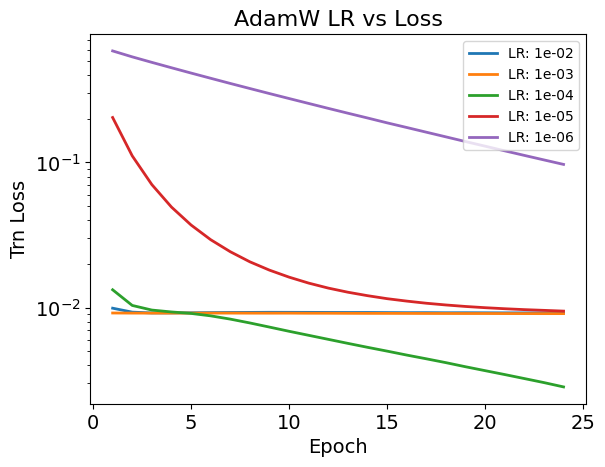 AdamW LR vs Loss
LR: 1e-02
LR: 1e-03
LR: 1e-04
LR: 1e-05
LR: 1e-06
Trn Loss
10⁻¹
10⁻²
0 5 10 15 20 25
Epoch